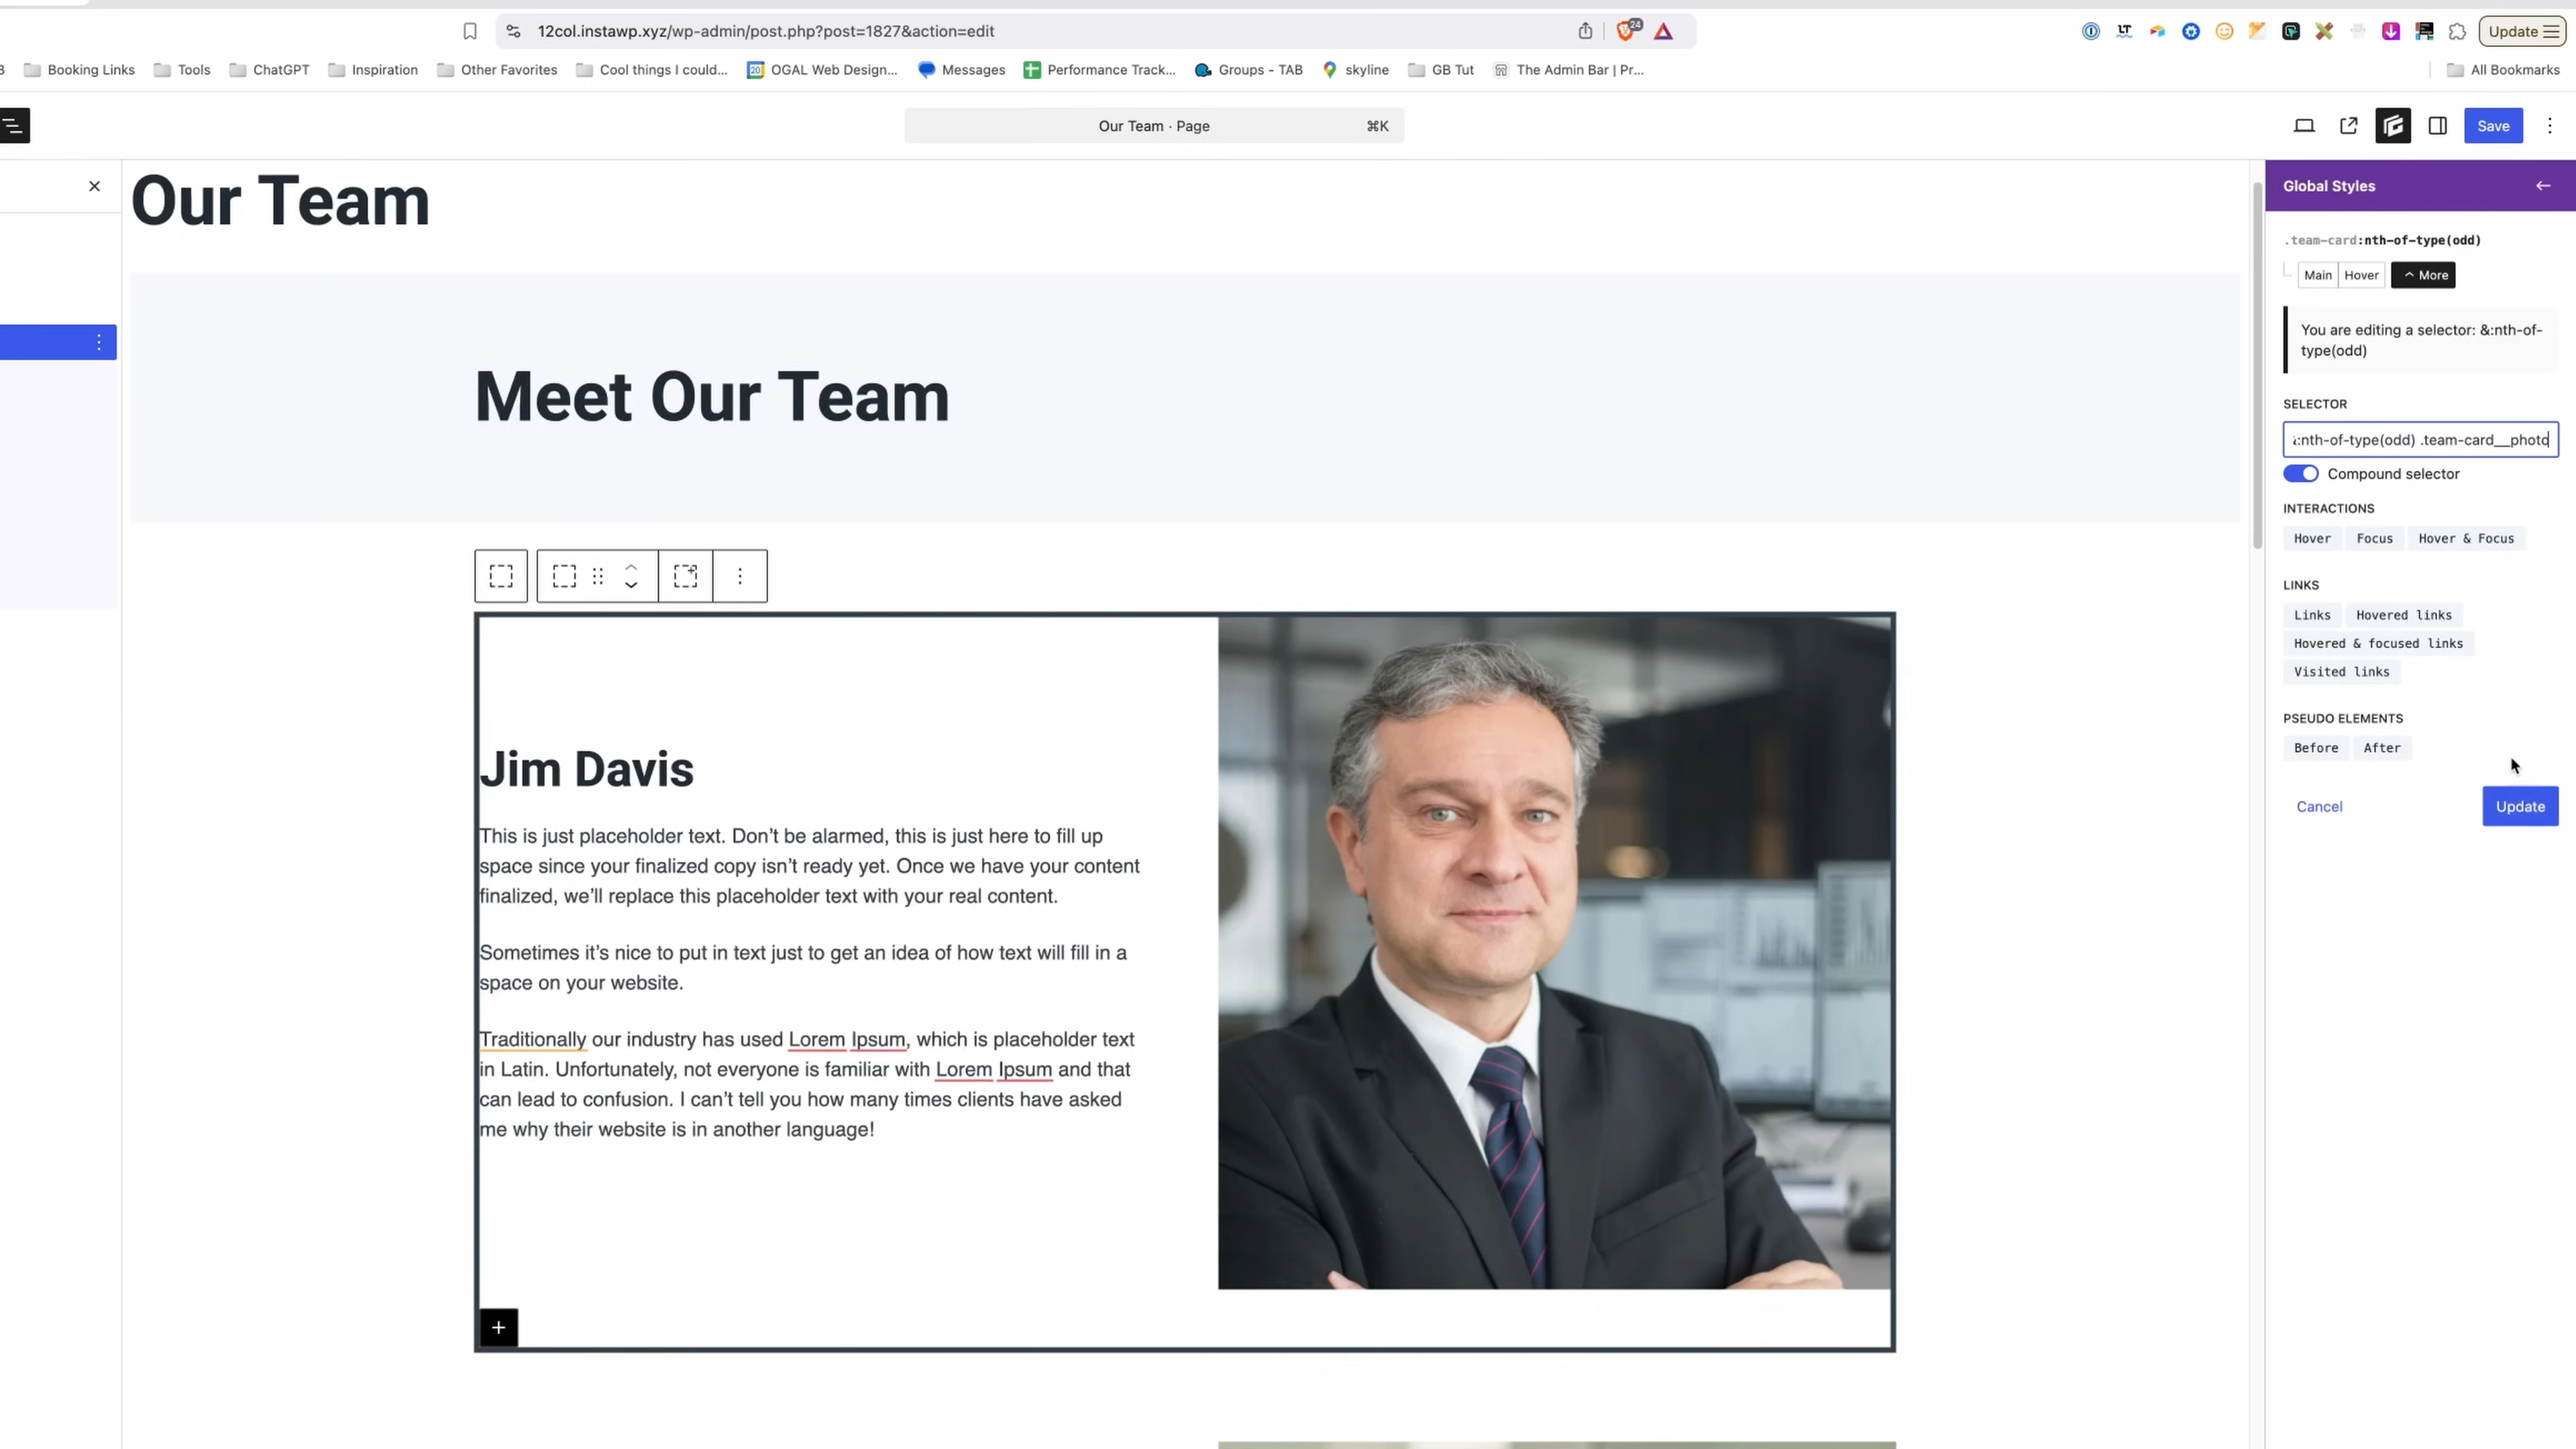 12col.instawp.xyz/wp-admin/post.php?post=1827&action=edit
24
Update
Booking Links
Tools
ChatGPT
Inspiration
Other Favorites
Cool things I could...
20
OGAL Web Design...
Messages
Performance Track...
Groups - TAB
skyline
GB Tut
The Admin Bar | Pr...
All Bookmarks
Our Team · Page
⌘K
Save
Our Team
Global Styles
.team-card:nth-of-type(odd)
Main
Hover
More
You are editing a selector: &:nth-of-
type(odd)
Meet Our Team
SELECTOR
:nth-of-type(odd) .team-card__photo
Compound selector
INTERACTIONS
Hover
Focus
Hover & Focus
LINKS
Links
Hovered links
Hovered & focused links
Visited links
PSEUDO ELEMENTS
Before
After
Cancel
Update
Jim Davis
This is just placeholder text. Don't be alarmed, this is just here to fill up
space since your finalized copy isn't ready yet. Once we have your content
finalized, we'll replace this placeholder text with your real content.
Sometimes it's nice to put in text just to get an idea of how text will fill in a
space on your website.
Traditionally our industry has used Lorem Ipsum, which is placeholder text
in Latin. Unfortunately, not everyone is familiar with Lorem Ipsum and that
can lead to confusion. I can't tell you how many times clients have asked
me why their website is in another language!